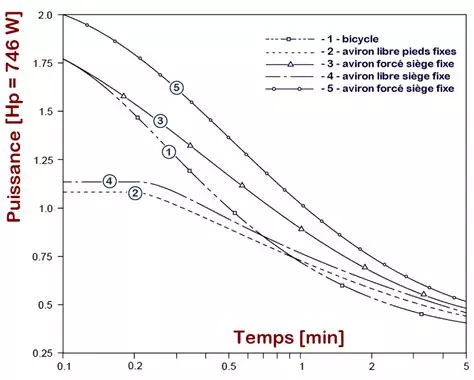 2.0
1.75
1.5
1.25
1.0
0.75
0.5
0.25
Puissance [Hp = 746 W]
- 1 - bicycle
- 2 - aviron libre pieds fixes
- 3 - aviron forcé siège fixe
- 4 - aviron libre siège fixe
- 5 - aviron forcé siège fixe
5
3
1
4
2
Temps [min]
0.1
0.2
0.5
1
2
5